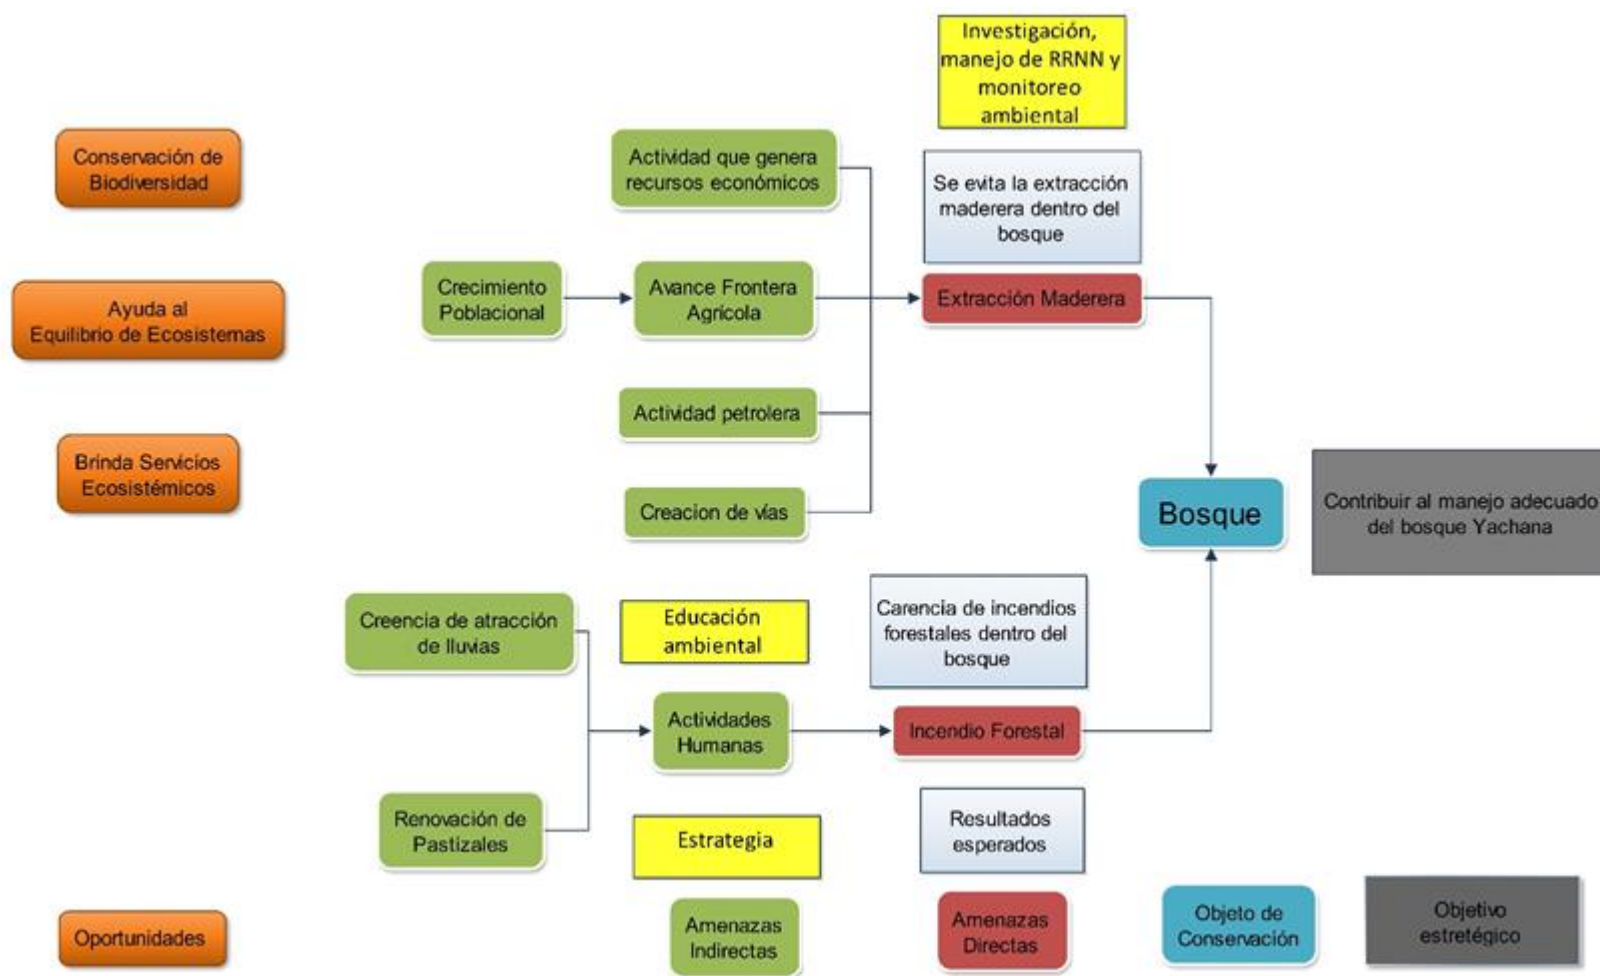 Investigación,
manejo de RRNN y
monitoreo
ambiental
Conservación de
Biodiversidad
Actividad que genera
recursos económicos
Se evita la extracción
maderera dentro del
bosque
Crecimiento
Poblacional
Avance Frontera
Agrícola
Extracción Maderera
Ayuda al
Equilibrio de Ecosistemas
Actividad petrolera
Brinda Servicios
Ecosistémicos
Creacion de vías
Bosque
Contribuir al manejo adecuado
del bosque Yachana
Creencia de atracción
de lluvias
Educación
ambiental
Carencia de incendios
forestales dentro del
bosque
Actividades
Humanas
Incendio Forestal
Renovación de
Pastizales
Estrategia
Resultados
esperados
Oportunidades
Amenazas
Indirectas
Amenazas
Directas
Objeto de
Conservación
Objetivo
estretégico